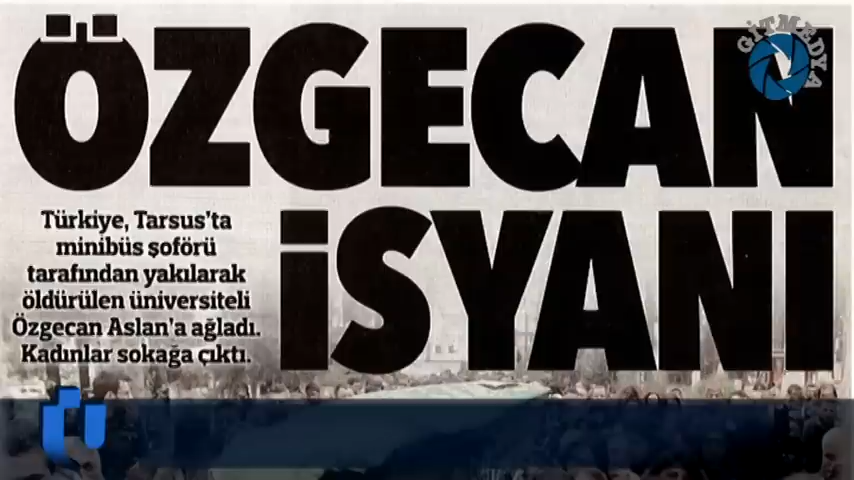 GİTMEDYA
ÖZGECAN
İSYANI
Türkiye, Tarsus'ta
minibüs şoförü
tarafından yakılarak
öldürülen üniversiteli
Özgecan Aslan'a ağladı.
Kadınlar sokağa çıktı.